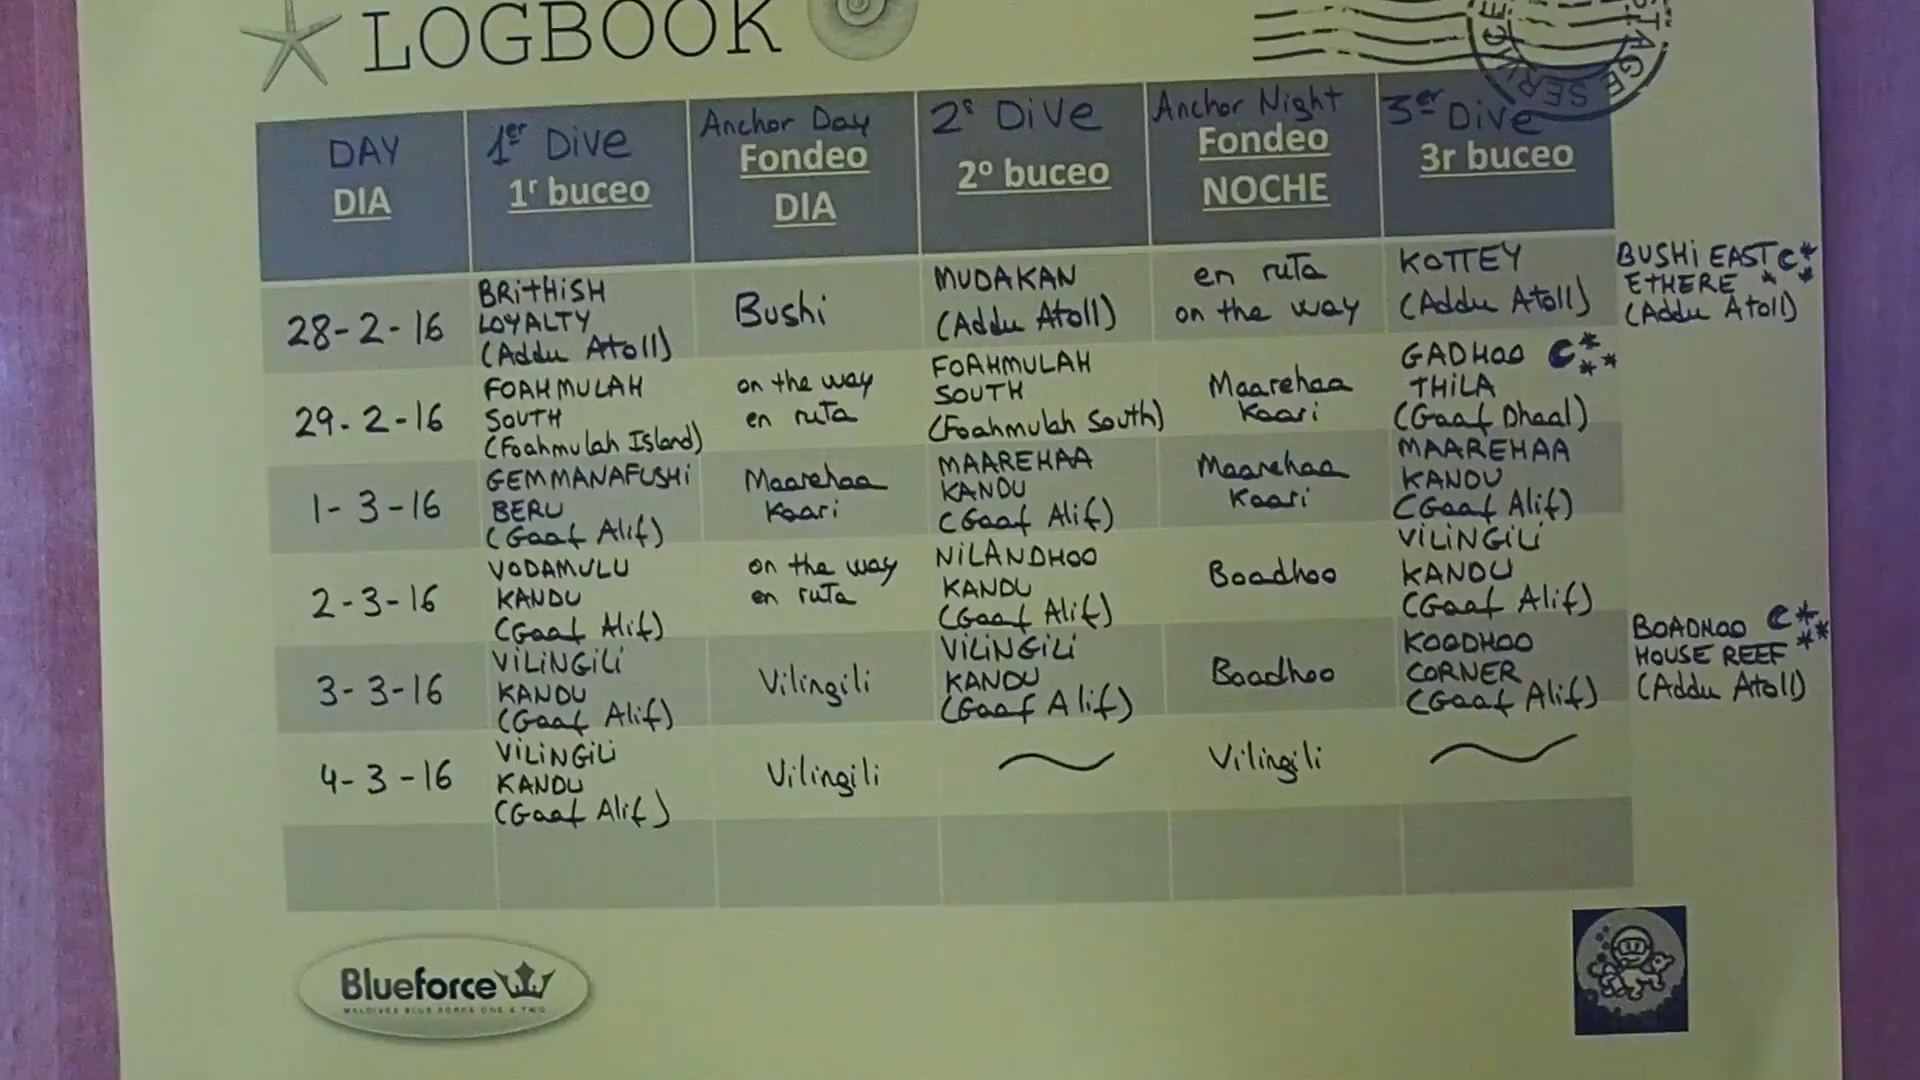 LOGBOOK
DAY
DIA
1er Dive
1r buceo
Anchor Day
Fondeo
DIA
2º Dive
2º buceo
Anchor Night
Fondeo
NOCHE
3er Dive
3r buceo
28-2-16
BRITHISH
LOYALTY
(Addu Atoll)
Bushi
MUDAKAN
(Addu Atoll)
en ruta
on the way
KOTTEY
(Addu Atoll)
BUSHI EAST
ETHERE
(Addu Atoll)
29-2-16
FOAHMULAH
SOUTH
(Foahmulah Island)
on the way
en ruta
FOAHMULAH
SOUTH
(Foahmulah South)
Maarehaa
Kaari
GADHOO
THILA
(Gaaf Dhaal)
1-3-16
GEMMANAFUSHI
BERU
(Gaaf Alif)
Maarehaa
Kaari
MAAREHAA
KANDU
(Gaaf Alif)
Maarehaa
Kaari
MAAREHAA
KANDU
(Gaaf Alif)
2-3-16
VODAMULU
KANDU
(Gaaf Alif)
on the way
en ruta
NILANDHOO
KANDU
(Gaaf Alif)
Boadhoo
VILINGILI
KANDU
(Gaaf Alif)
3-3-16
VILINGILI
KANDU
(Gaaf Alif)
Vilingili
VILINGILI
KANDU
(Gaaf Alif)
Boadhoo
KOODHOO
CORNER
(Gaaf Alif)
BOADHOO
HOUSE REEF
(Addu Atoll)
4-3-16
VILINGILI
KANDU
(Gaaf Alif)
Vilingili
Vilingili
Blueforce
MALDIVES BLUE FORCE ONE & TWO